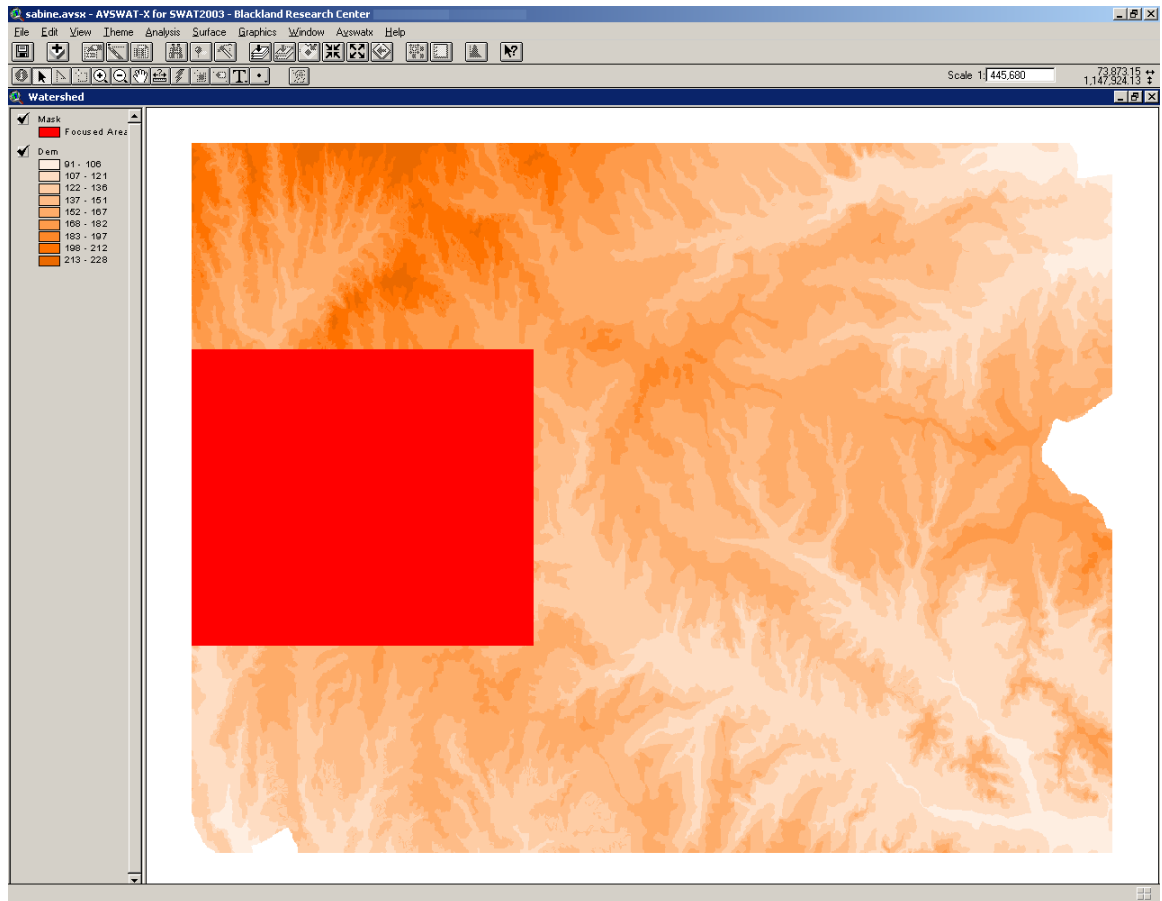 sabine.avsx - AVSWAT-X for SWAT2003 - Blackland Research Center
File Edit View Theme Analysis Surface Graphics Window Avswatx Help
T
Scale 1: 445,680
73,873.15
1,147,924.13
Watershed
Mask
Focused Area
Dem
91 - 106
107 - 121
122 - 136
137 - 151
152 - 167
168 - 182
183 - 197
198 - 212
213 - 228